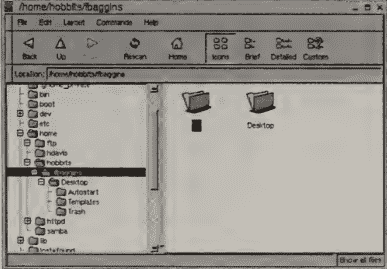 /home/hobbits/fbaggins
File Edit Layout Commands Help
Back Up Rescan Home Icons Brief Detailed Custom
Location: /home/hobbits/fbaggins
bin
boot
dev
etc
home
ftp
hdavis
hobbits
fbaggins
Desktop
Autostart
Templates
Trash
httpd
samba
lib
lost+found
Desktop
Show all files